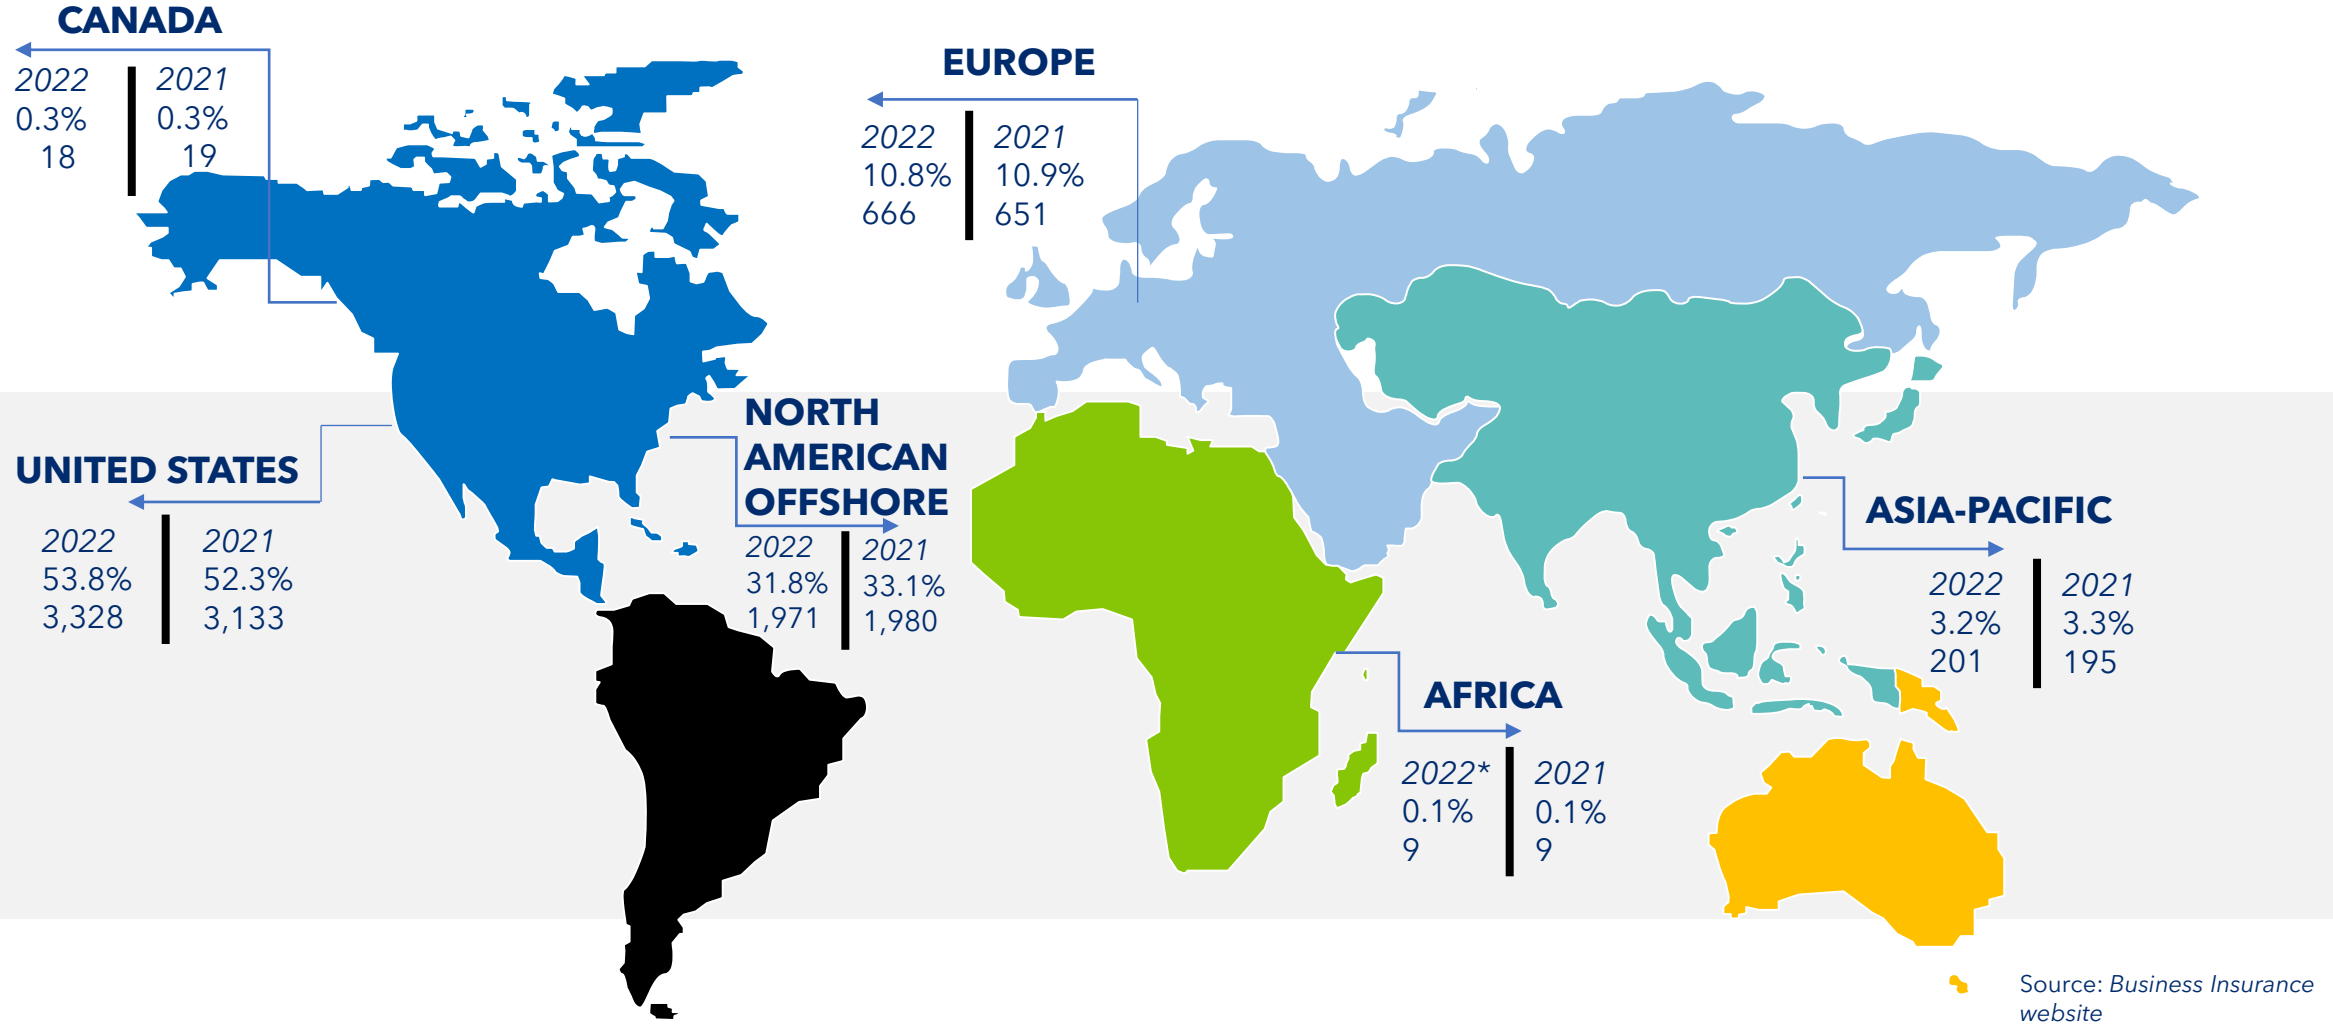 CANADA
2022 2021
0.3% 0.3%
18 19
EUROPE
2022 2021
10.8% 10.9%
666 651
UNITED STATES
2022 2021
53.8% 52.3%
3,328 3,133
NORTH
AMERICAN
OFFSHORE
2022 2021
31.8% 33.1%
1,971 1,980
ASIA-PACIFIC
2022 2021
3.2% 3.3%
201 195
AFRICA
2022* 2021
0.1% 0.1%
9 9
Source: Business Insurance
website